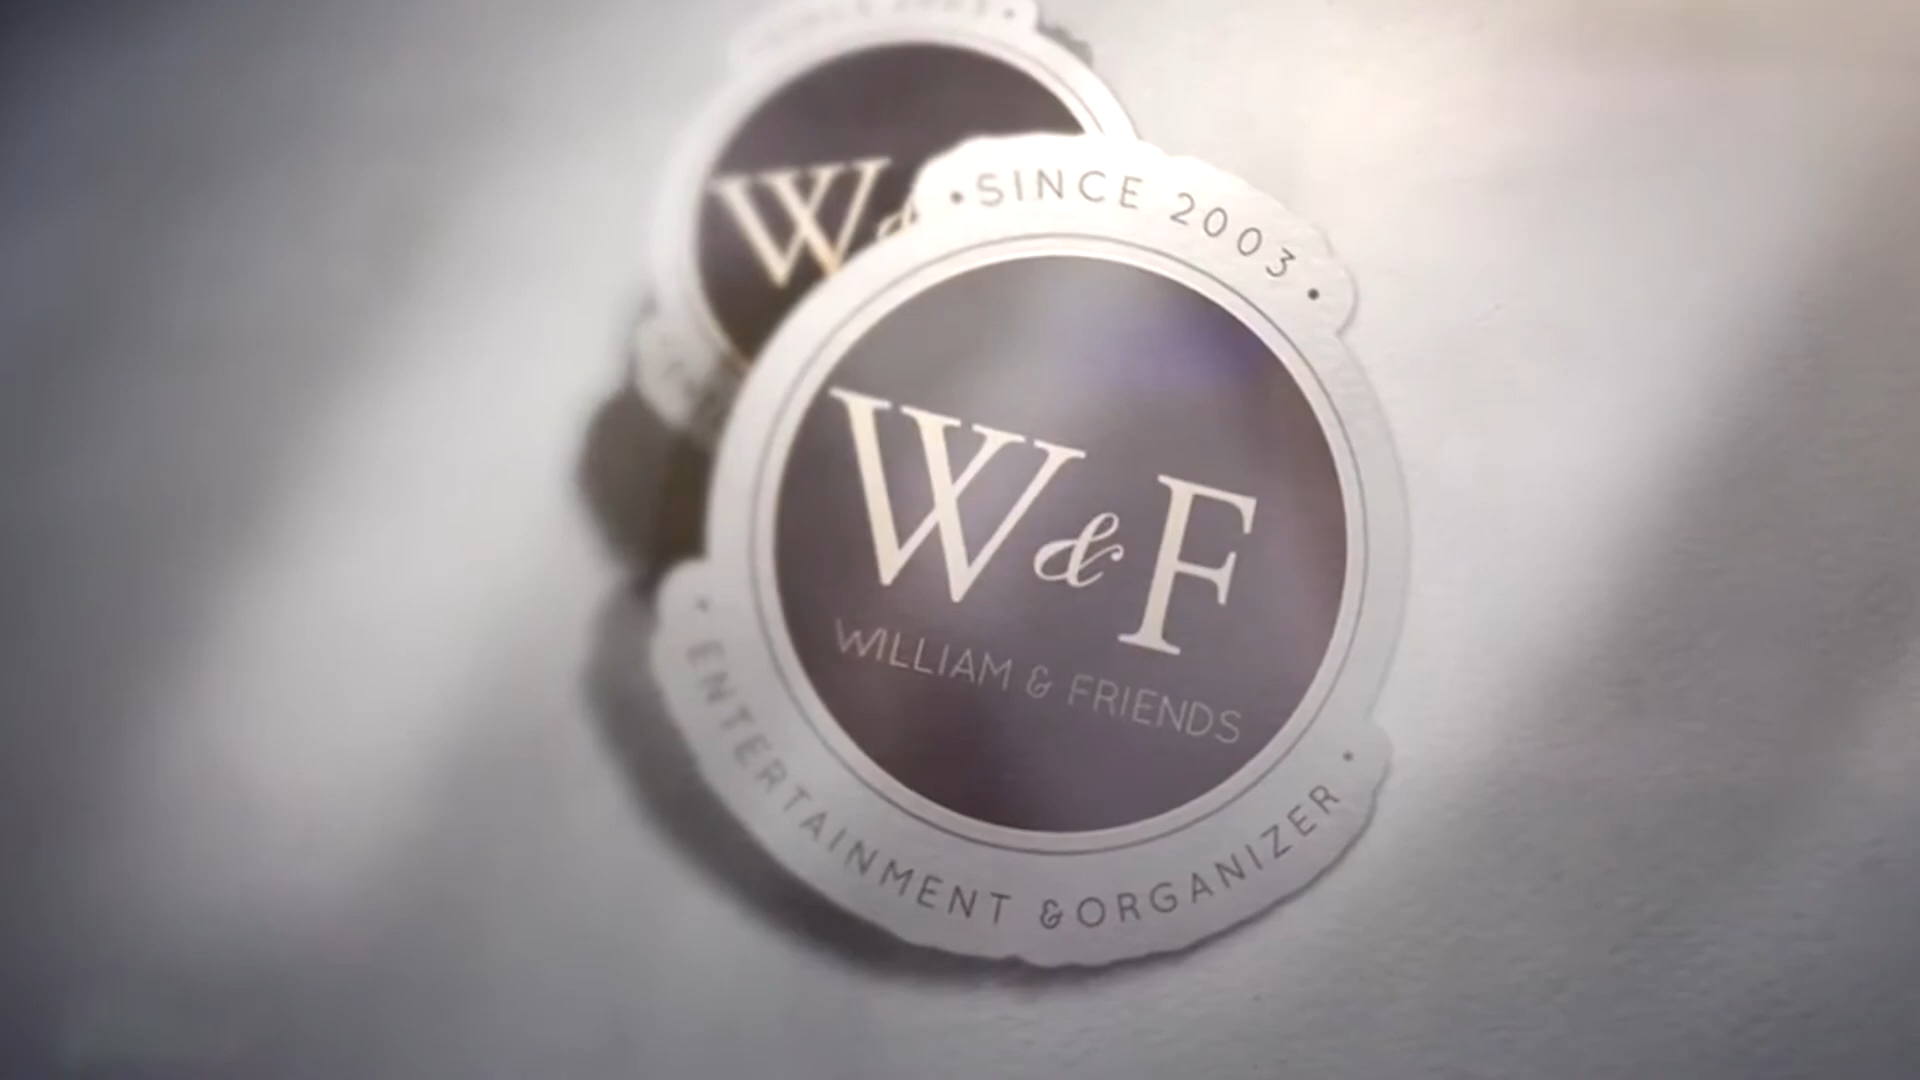 • SINCE 2003 •
W&F
WILLIAM & FRIENDS
• ENTERTAINMENT &ORGANIZER •
W&